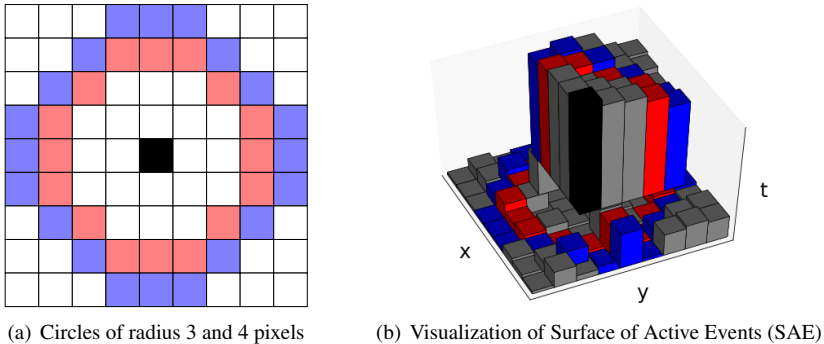 t
x
y
(a) Circles of radius 3 and 4 pixels
(b) Visualization of Surface of Active Events (SAE)